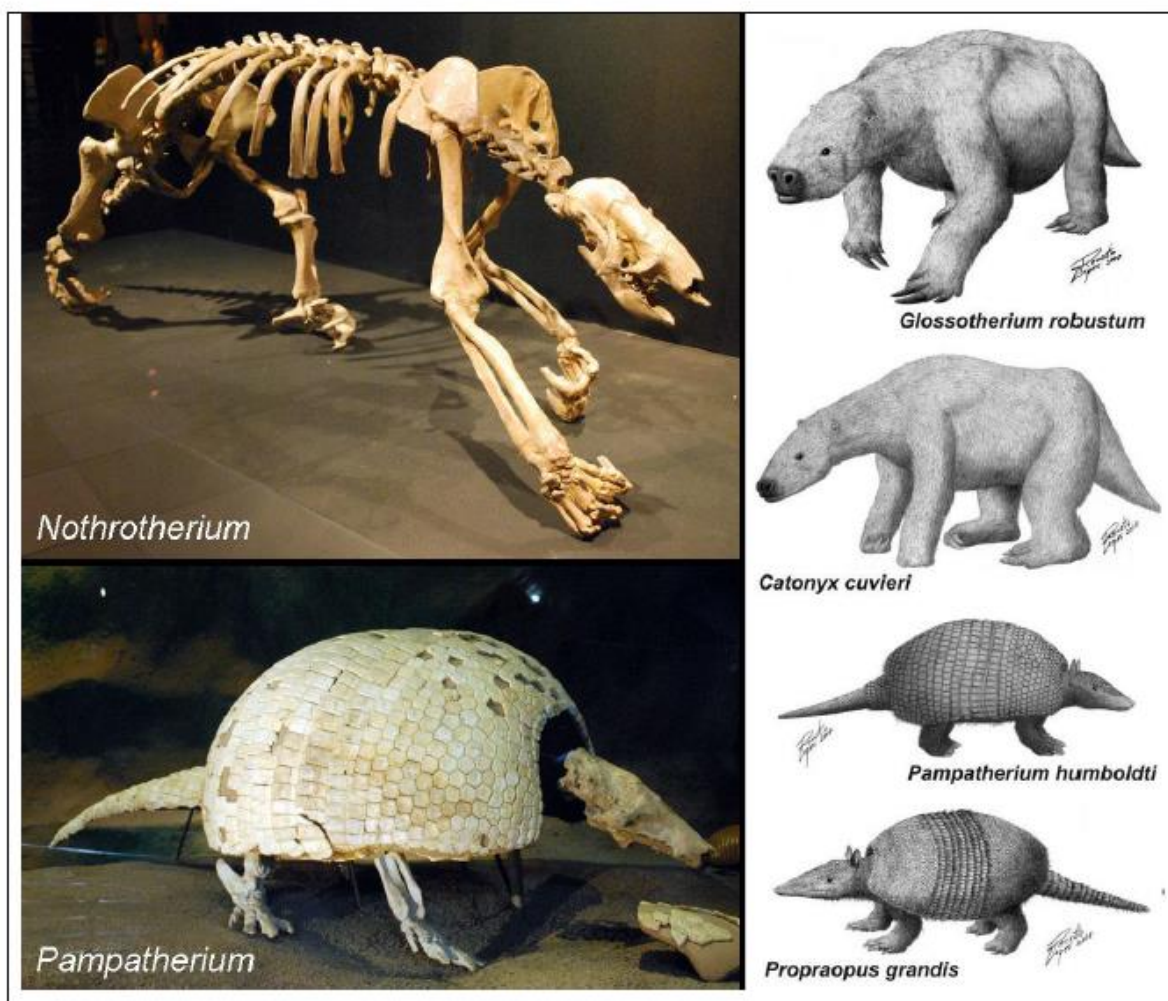 Nothrotherium
Pampatherium
Glossotherium robustum
Catonyx cuvieri
Pampatherium humboldti
Propraopus grandis